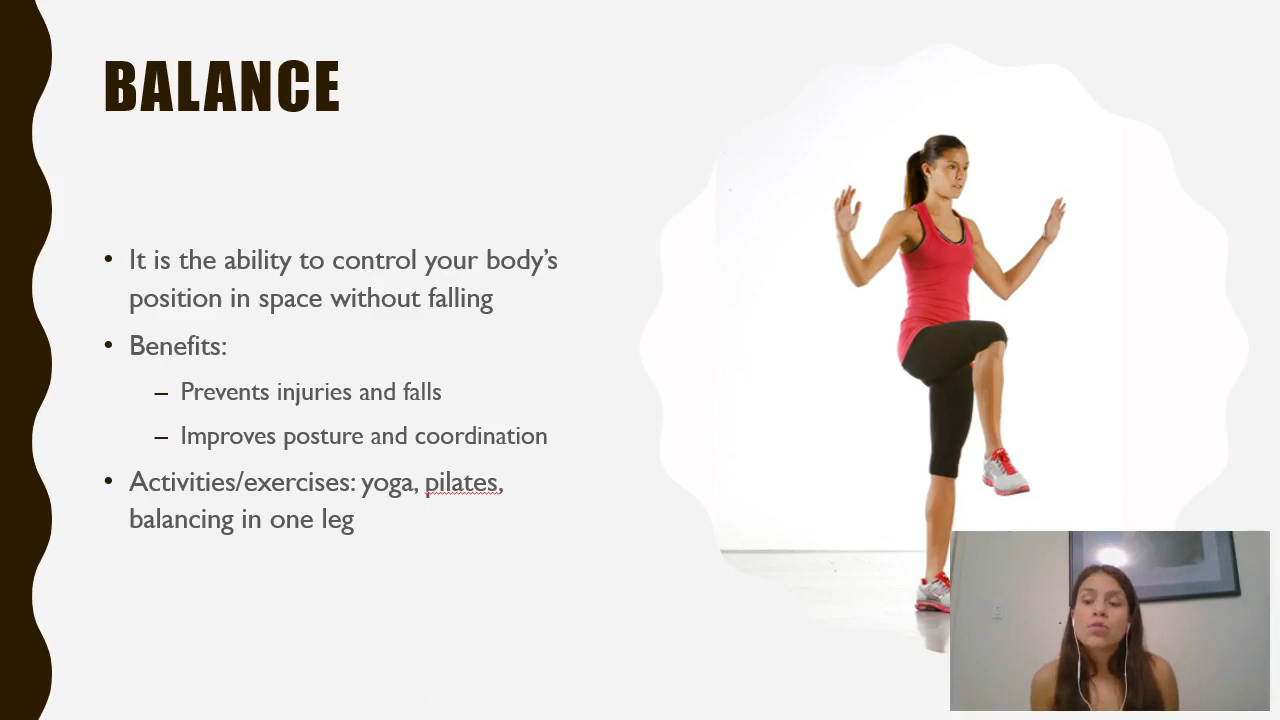 BALANCE
• It is the ability to control your body’s
position in space without falling
• Benefits:
– Prevents injuries and falls
– Improves posture and coordination
• Activities/exercises: yoga, pilates,
balancing in one leg